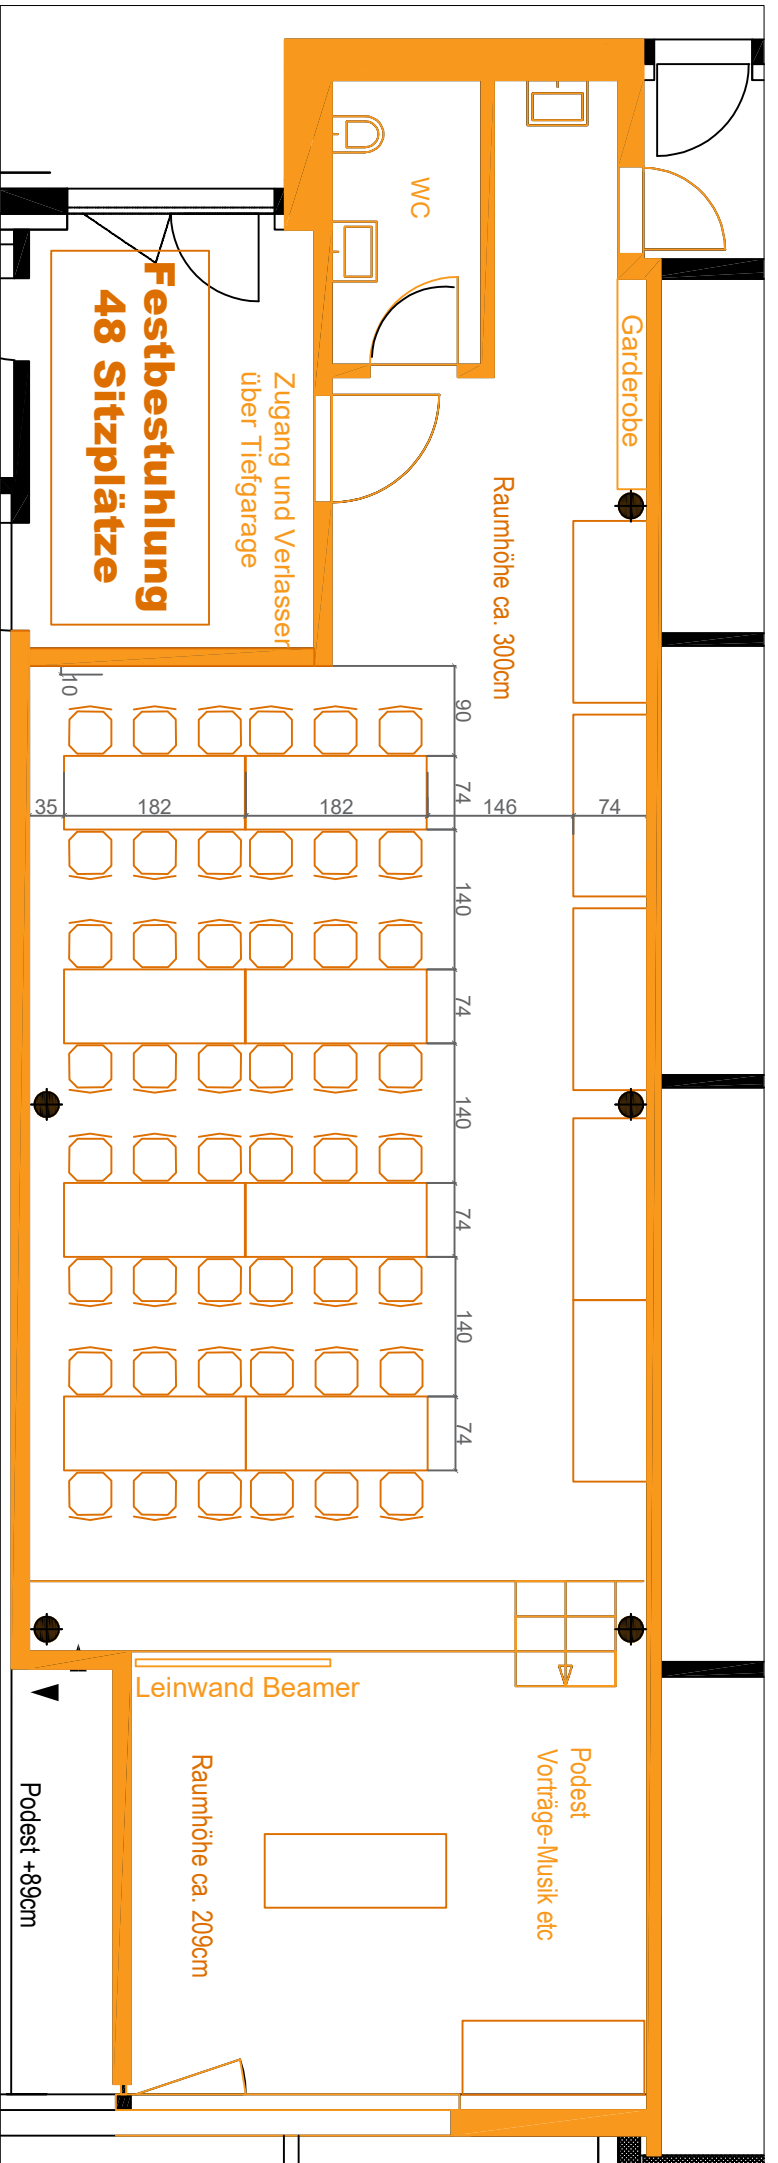 WC
Garderobe
Festbestuhlung
48 Sitzplätze
Zugang und Verlassen
über Tiefgarage
Raumhöhe ca. 300cm
10
90
74
35
182
182
146
74
140
74
140
74
140
74
Leinwand Beamer
Podest
Vorträge-Musik etc
Raumhöhe ca. 209cm
Podest +89cm